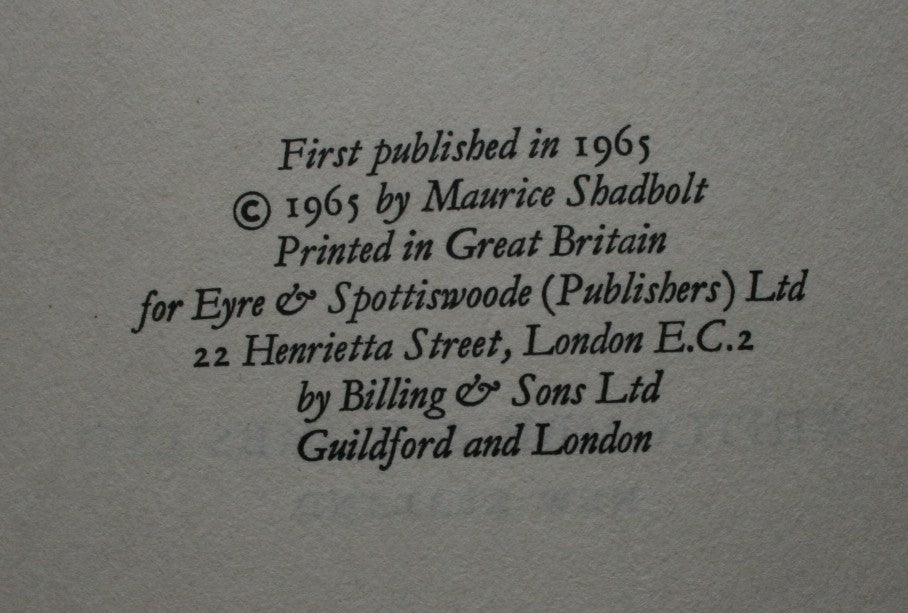 First published in 1965
© 1965 by Maurice Shadbolt
Printed in Great Britain
for Eyre & Spottiswoode (Publishers) Ltd
22 Henrietta Street, London E.C.2
by Billing & Sons Ltd
Guildford and London